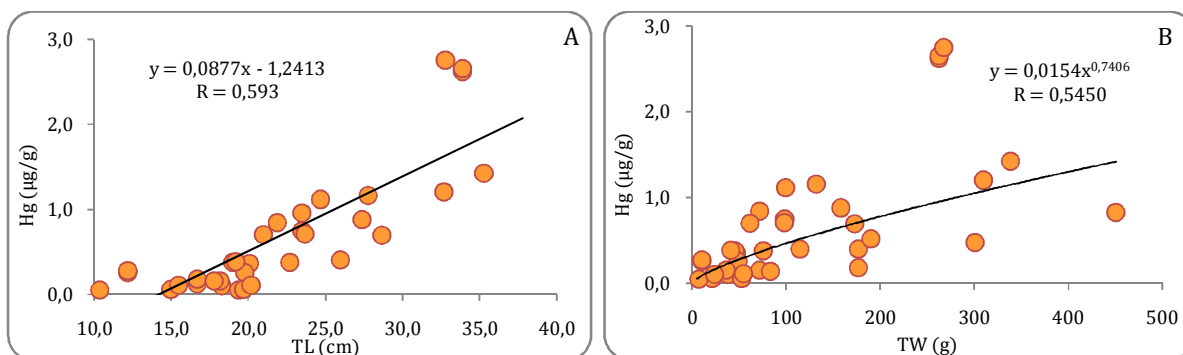 A
y = 0,0877x - 1,2413
R = 0,593
Hg (µg/g)
3,0
2,0
1,0
0,0
10,0 15,0 20,0 25,0 30,0 35,0 40,0
TL (cm)
B
y = 0,0154x^0,7406
R = 0,5450
Hg (µg/g)
3,0
2,0
1,0
0,0
0 100 200 300 400 500
TW (g)